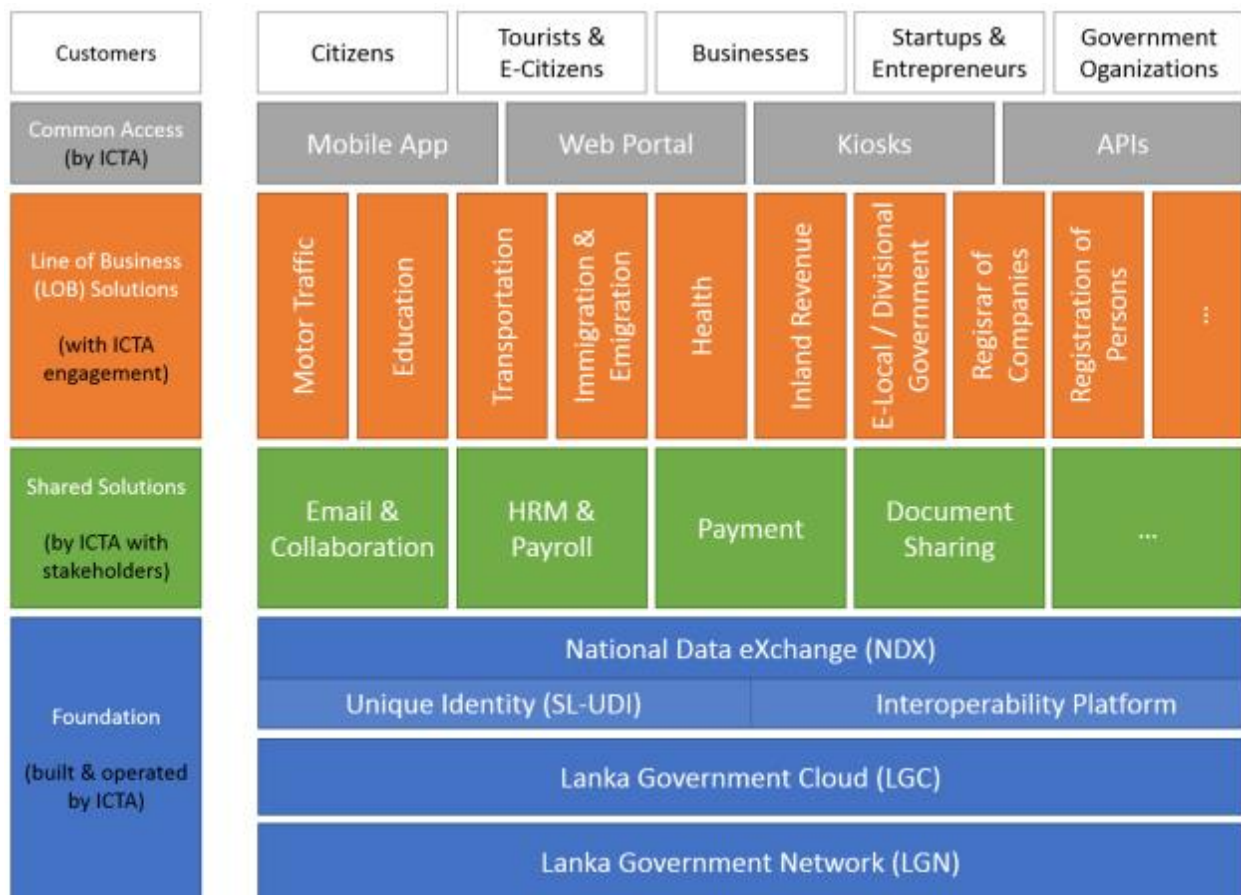 Customers
Citizens
Tourists &
E-Citizens
Businesses
Startups &
Entrepreneurs
Government
Oganizations
Common Access
(by ICTA)
Mobile App
Web Portal
Kiosks
APIs
Line of Business
(LOB) Solutions
(with ICTA
engagement)
Motor Traffic
Education
Transportation
Immigration &
Emigration
Health
Inland Revenue
E-Local / Divisional
Government
Regisrar of
Companies
Registration of
Persons
...
Shared Solutions
(by ICTA with
stakeholders)
Email &
Collaboration
HRM &
Payroll
Payment
Document
Sharing
...
Foundation
(built & operated
by ICTA)
National Data eXchange (NDX)
Unique Identity (SL-UDI)
Interoperability Platform
Lanka Government Cloud (LGC)
Lanka Government Network (LGN)